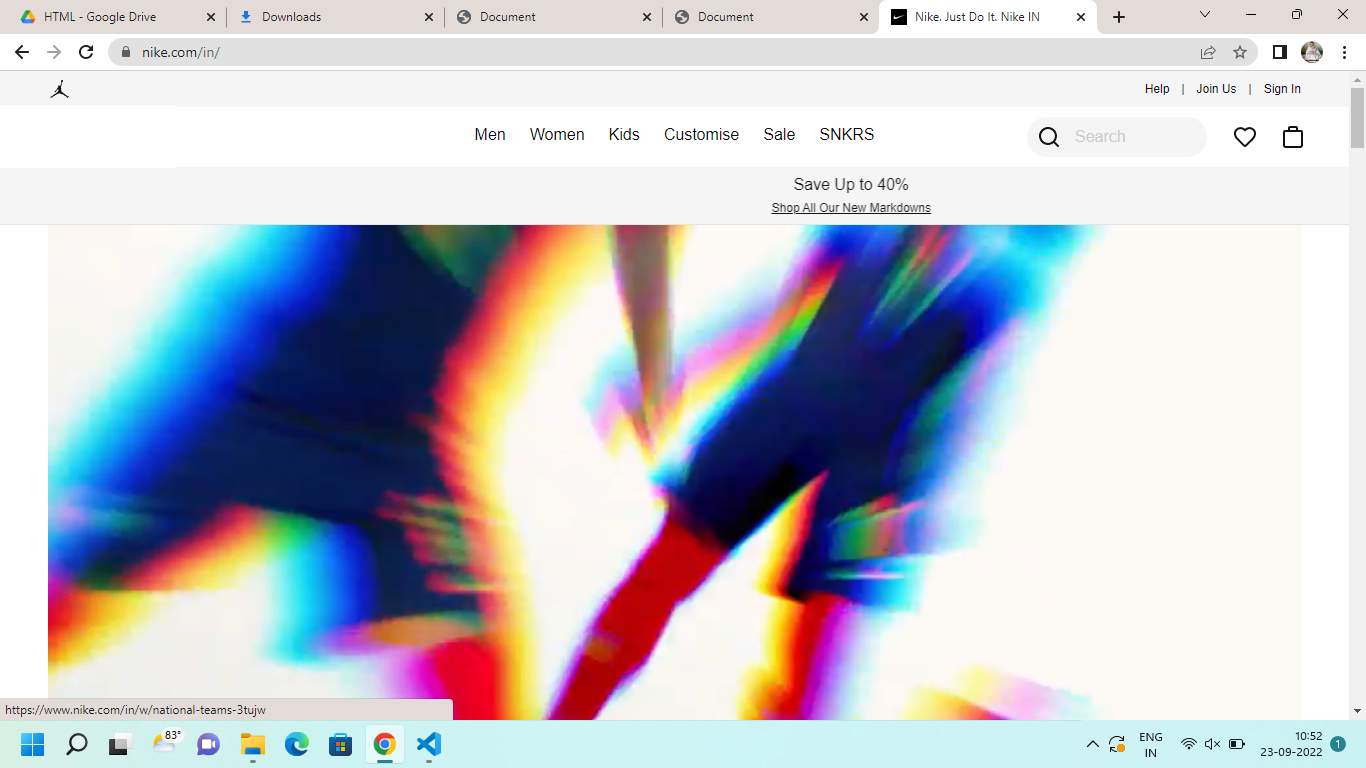 HTML - Google Drive
Downloads
Document
Document
Nike. Just Do It. Nike IN
nike.com/in/
Help | Join Us | Sign In
Men Women Kids Customise Sale SNKRS
Search
Save Up to 40%
Shop All Our New Markdowns
https://www.nike.com/in/w/national-teams-3tujw
83°
ENG
IN
10:52
23-09-2022
1